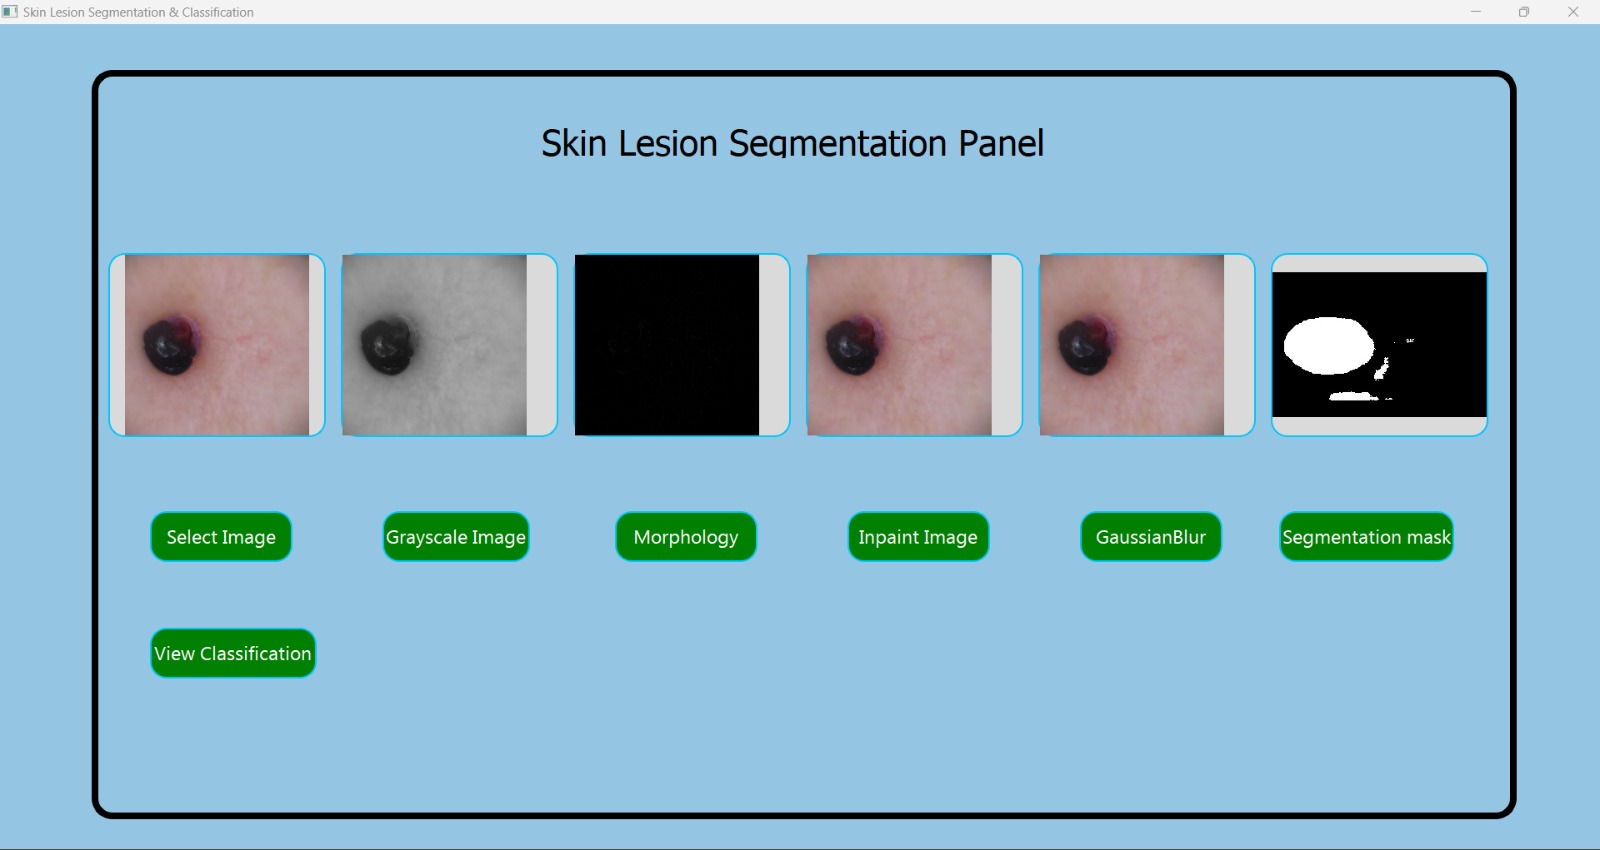 Skin Lesion Segmentation & Classification
Skin Lesion Segmentation Panel
Select Image
Grayscale Image
Morphology
Inpaint Image
GaussianBlur
Segmentation mask
View Classification